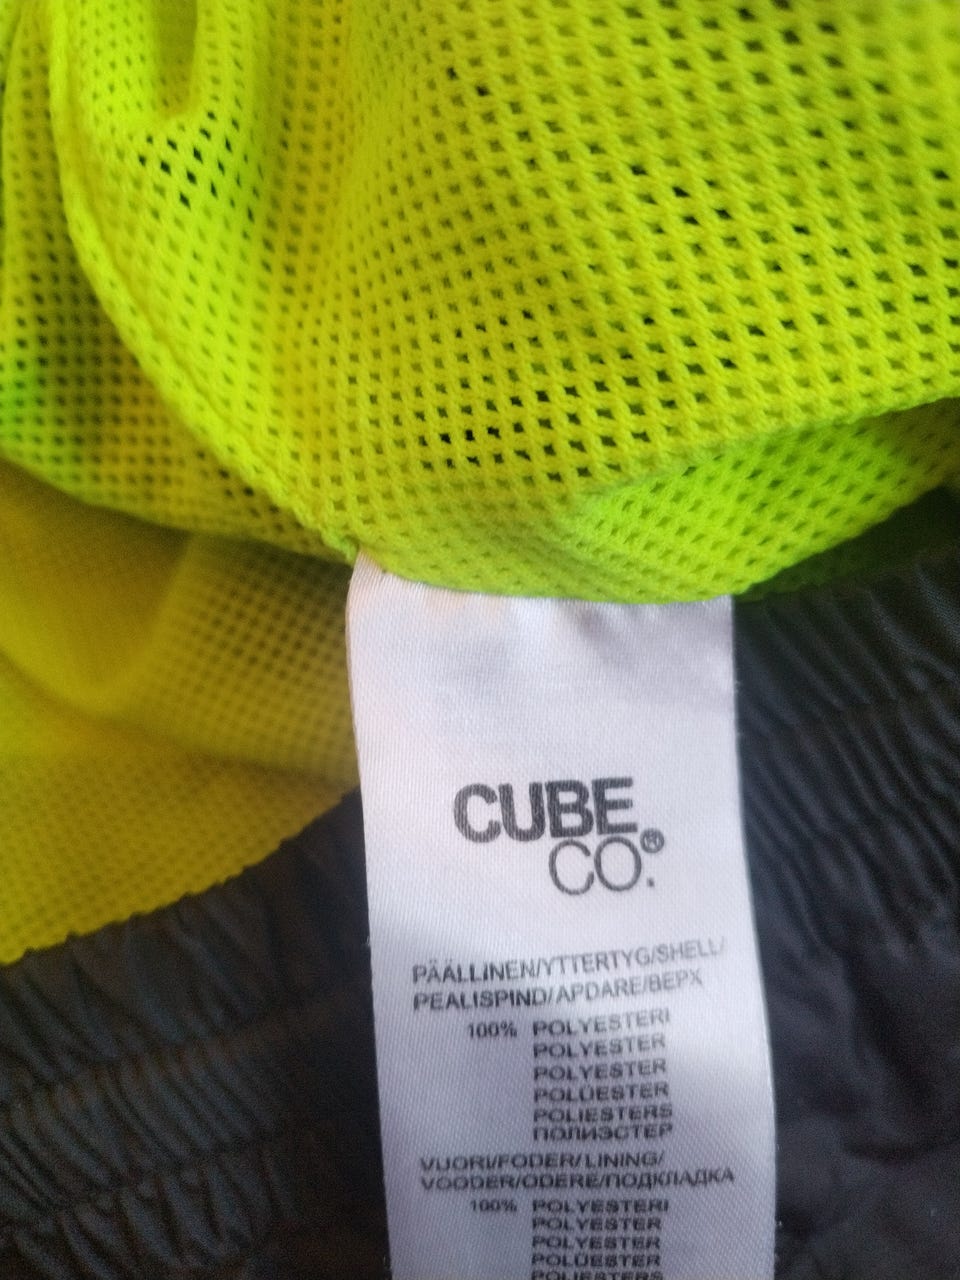 CUBE
CO.®
PÄÄLLINEN/YTTERTYG/SHELL/
PEALISPIND/APDARE/ВЕРХ
100% POLYESTERI
POLYESTER
POLYESTER
POLÜESTER
POLIESTERS
ПОЛИЭСТЕР
VUORI/FODER/LINING/
VOODER/ODERE/ПОДКЛАДКА
100% POLYESTERI
POLYESTER
POLYESTER
POLÜESTER
POLIESTERS